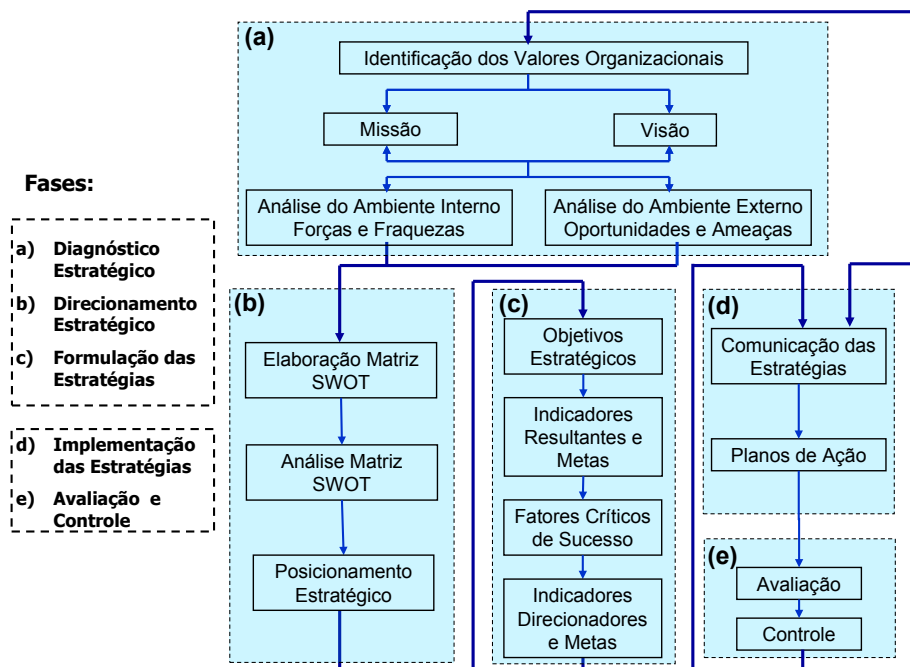 (a)
Identificação dos Valores Organizacionais
Missão
Visão
Análise do Ambiente Interno
Forças e Fraquezas
Análise do Ambiente Externo
Oportunidades e Ameaças
Fases:
a) Diagnóstico
Estratégico
b) Direcionamento
Estratégico
c) Formulação das
Estratégias
d) Implementação
das Estratégias
e) Avaliação e
Controle
(b)
Elaboração Matriz
SWOT
Análise Matriz
SWOT
Posicionamento
Estratégico
(c)
Objetivos
Estratégicos
Indicadores
Resultantes e
Metas
Fatores Críticos
de Sucesso
Indicadores
Direcionadores
e Metas
(d)
Comunicação das
Estratégias
Planos de Ação
(e)
Avaliação
Controle